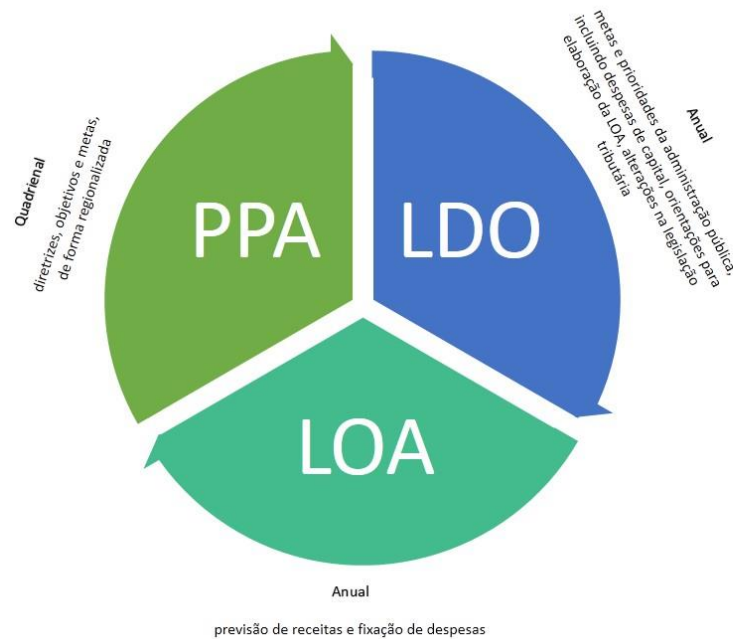 Quadrienal
diretrizes, objetivos e metas,
de forma regionalizada
PPA
LDO
Anual
metas e prioridades da administração pública,
incluindo despesas de capital, orientações para
elaboração da LOA, alterações na legislação
tributária
LOA
Anual
previsão de receitas e fixação de despesas